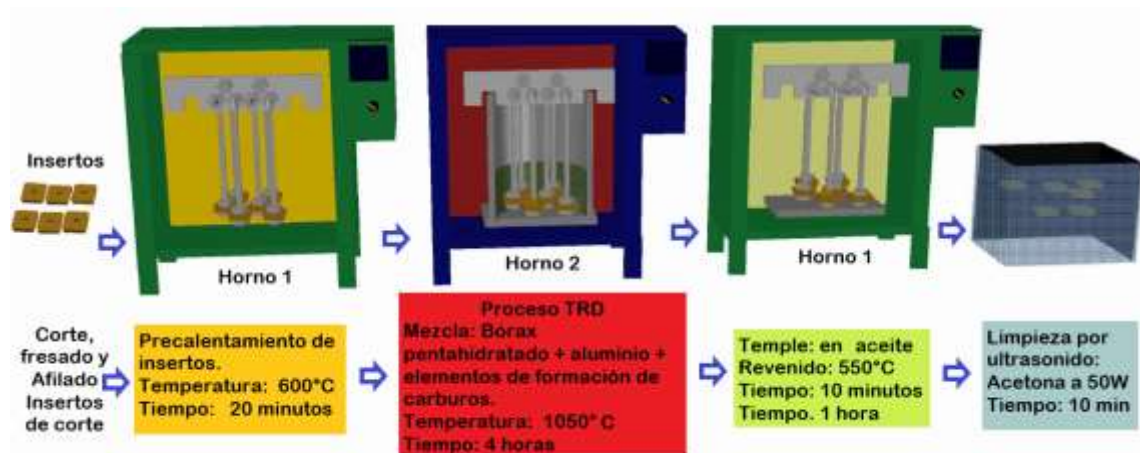 Insertos
Horno 1
Horno 2
Horno 1
Corte,
fresado y
Afilado
Insertos
de corte
Precalentamiento de
insertos.
Temperatura: 600°C
Tiempo: 20 minutos
Proceso TRD
Mezcla: Borax
pentahidratado + aluminio +
elementos de formación de
carburos.
Temperatura: 1050° C
Tiempo: 4 horas
Temple: en aceite
Revenido: 550°C
Tiempo: 10 minutos
Tiempo. 1 hora
Limpieza por
ultrasonido:
Acetona a 50W
Tiempo: 10 min